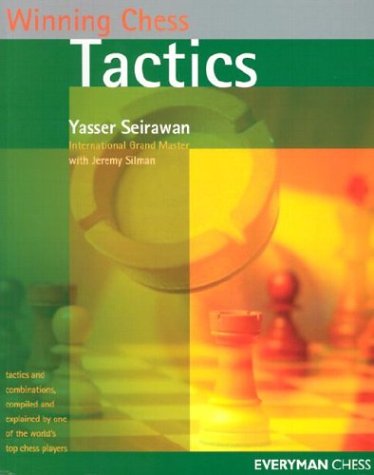 Winning Chess
Tactics
Yasser Seirawan
International Grand Master
with Jeremy Silman
tactics and
combinations,
compiled and
explained by one
of the world's
top chess players
EVERYMAN CHESS